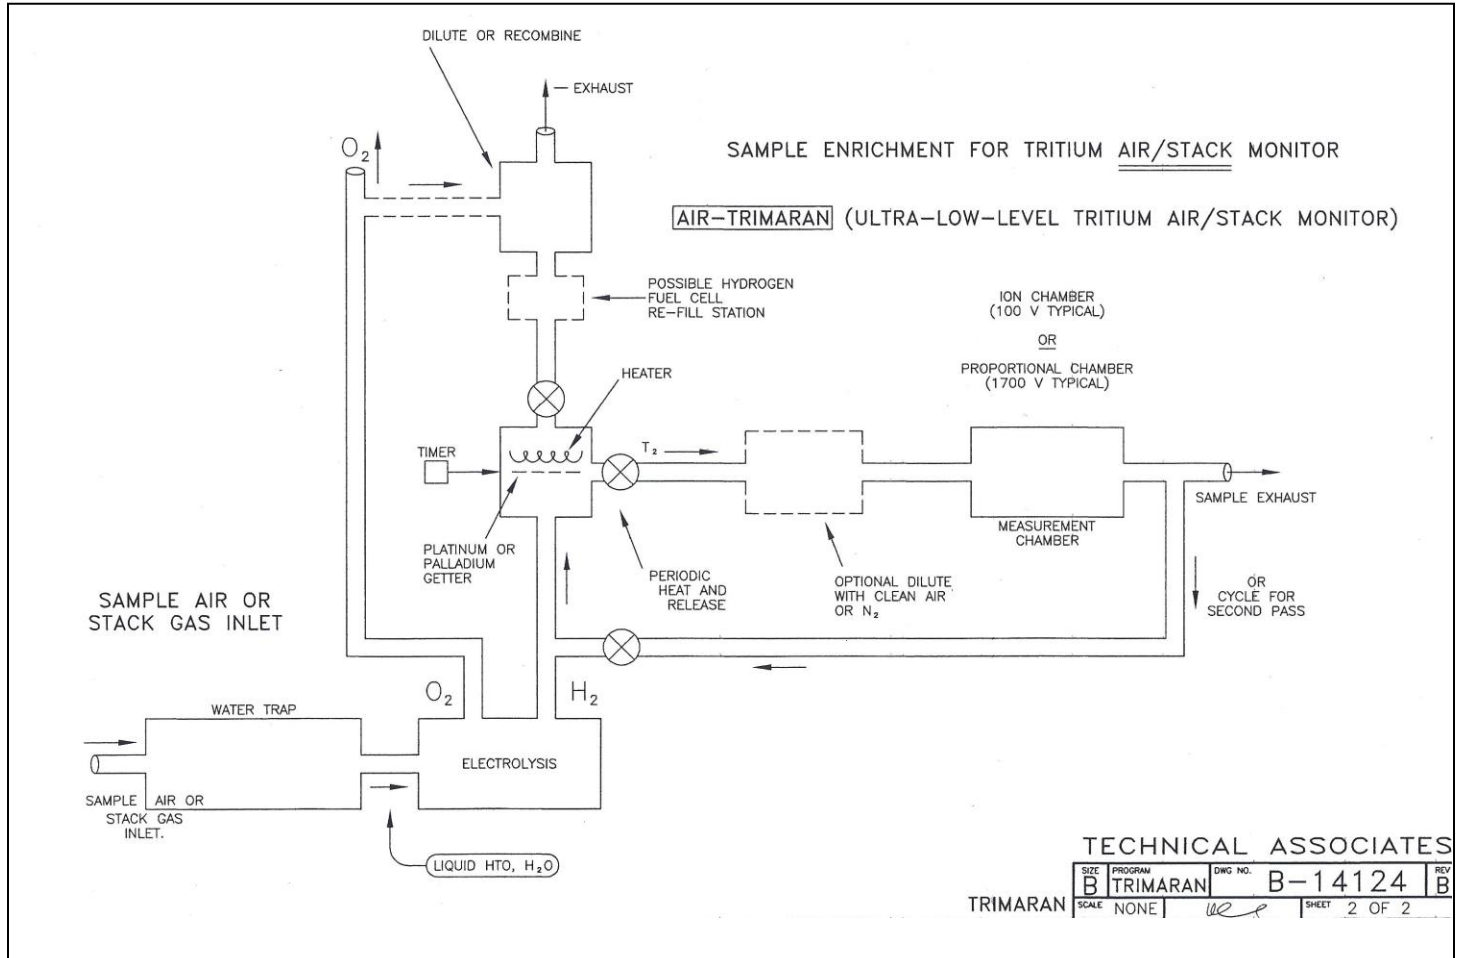 DILUTE OR RECOMBINE
EXHAUST
O₂
SAMPLE ENRICHMENT FOR TRITIUM AIR/STACK MONITOR
AIR-TRIMARAN (ULTRA-LOW-LEVEL TRITIUM AIR/STACK MONITOR)
POSSIBLE HYDROGEN
FUEL CELL
RE-FILL STATION
ION CHAMBER
(100 V TYPICAL)
OR
PROPORTIONAL CHAMBER
(1700 V TYPICAL)
HEATER
TIMER
T₂
SAMPLE EXHAUST
MEASUREMENT
CHAMBER
PLATINUM OR
PALLADIUM
GETTER
PERIODIC
HEAT AND
RELEASE
OPTIONAL DILUTE
WITH CLEAN AIR
OR N₂
OR
CYCLE FOR
SECOND PASS
SAMPLE AIR OR
STACK GAS INLET
O₂
H₂
WATER TRAP
ELECTROLYSIS
SAMPLE AIR OR
STACK GAS
INLET.
LIQUID HTO, H₂O
TECHNICAL ASSOCIATES
TRIMARAN
SIZE
B
PROGRAM
TRIMARAN
DWG NO.
B-14124
REV
B
SCALE NONE
SHEET 2 OF 2